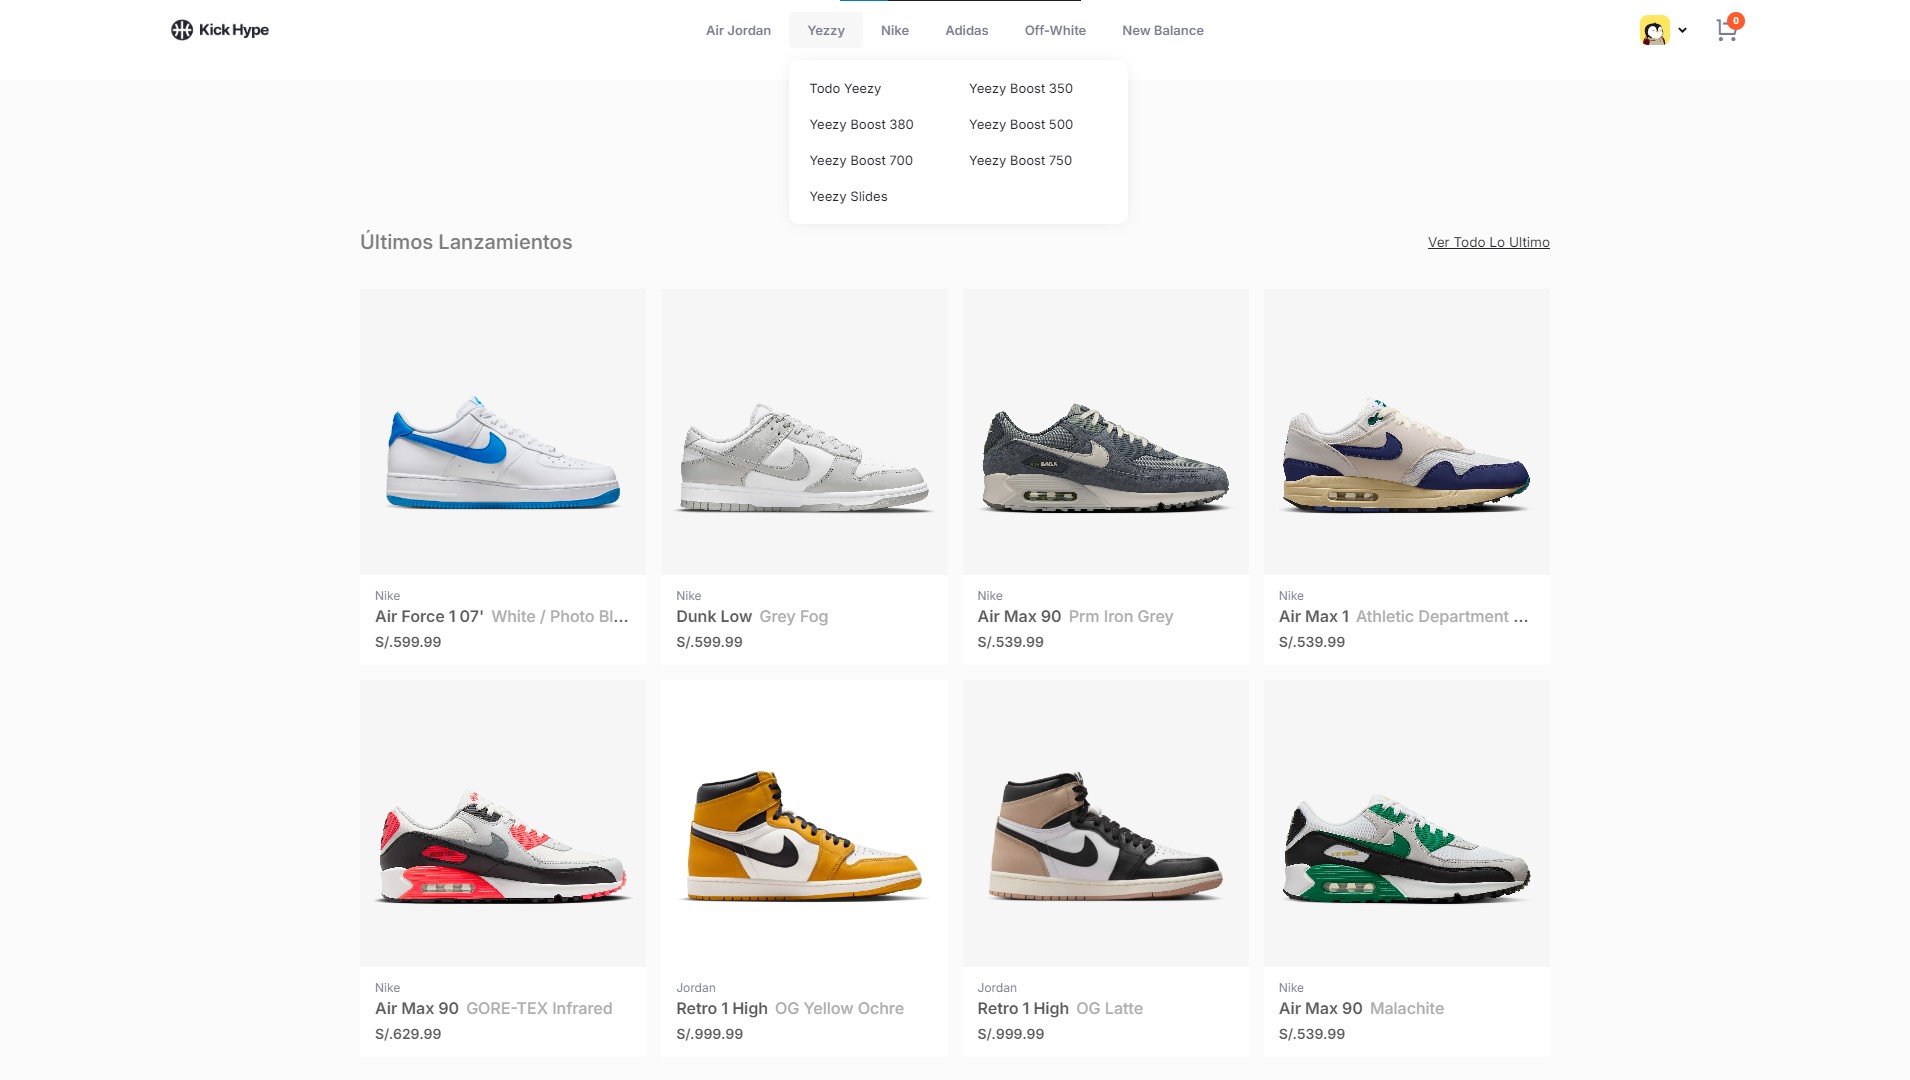 Kick Hype
Air Jordan Yezzy Nike Adidas Off-White New Balance
0
Todo Yeezy Yeezy Boost 350
Yeezy Boost 380 Yeezy Boost 500
Yeezy Boost 700 Yeezy Boost 750
Yeezy Slides
Últimos Lanzamientos Ver Todo Lo Ultimo
Nike
Air Force 1 07' White / Photo Bl...
S/.599.99
Nike
Dunk Low Grey Fog
S/.599.99
Nike
Air Max 90 Prm Iron Grey
S/.539.99
Nike
Air Max 1 Athletic Department ...
S/.539.99
Nike
Air Max 90 GORE-TEX Infrared
S/.629.99
Jordan
Retro 1 High OG Yellow Ochre
S/.999.99
Jordan
Retro 1 High OG Latte
S/.999.99
Nike
Air Max 90 Malachite
S/.539.99